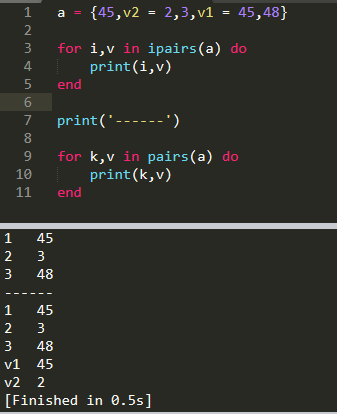 1 a = {45,v2 = 2,3,v1 = 45,48}
2
3 for i,v in ipairs(a) do
4     print(i,v)
5 end
6
7 print('------')
8
9 for k,v in pairs(a) do
10     print(k,v)
11 end
1 45
2 3
3 48
------
1 45
2 3
3 48
v1 45
v2 2
[Finished in 0.5s]